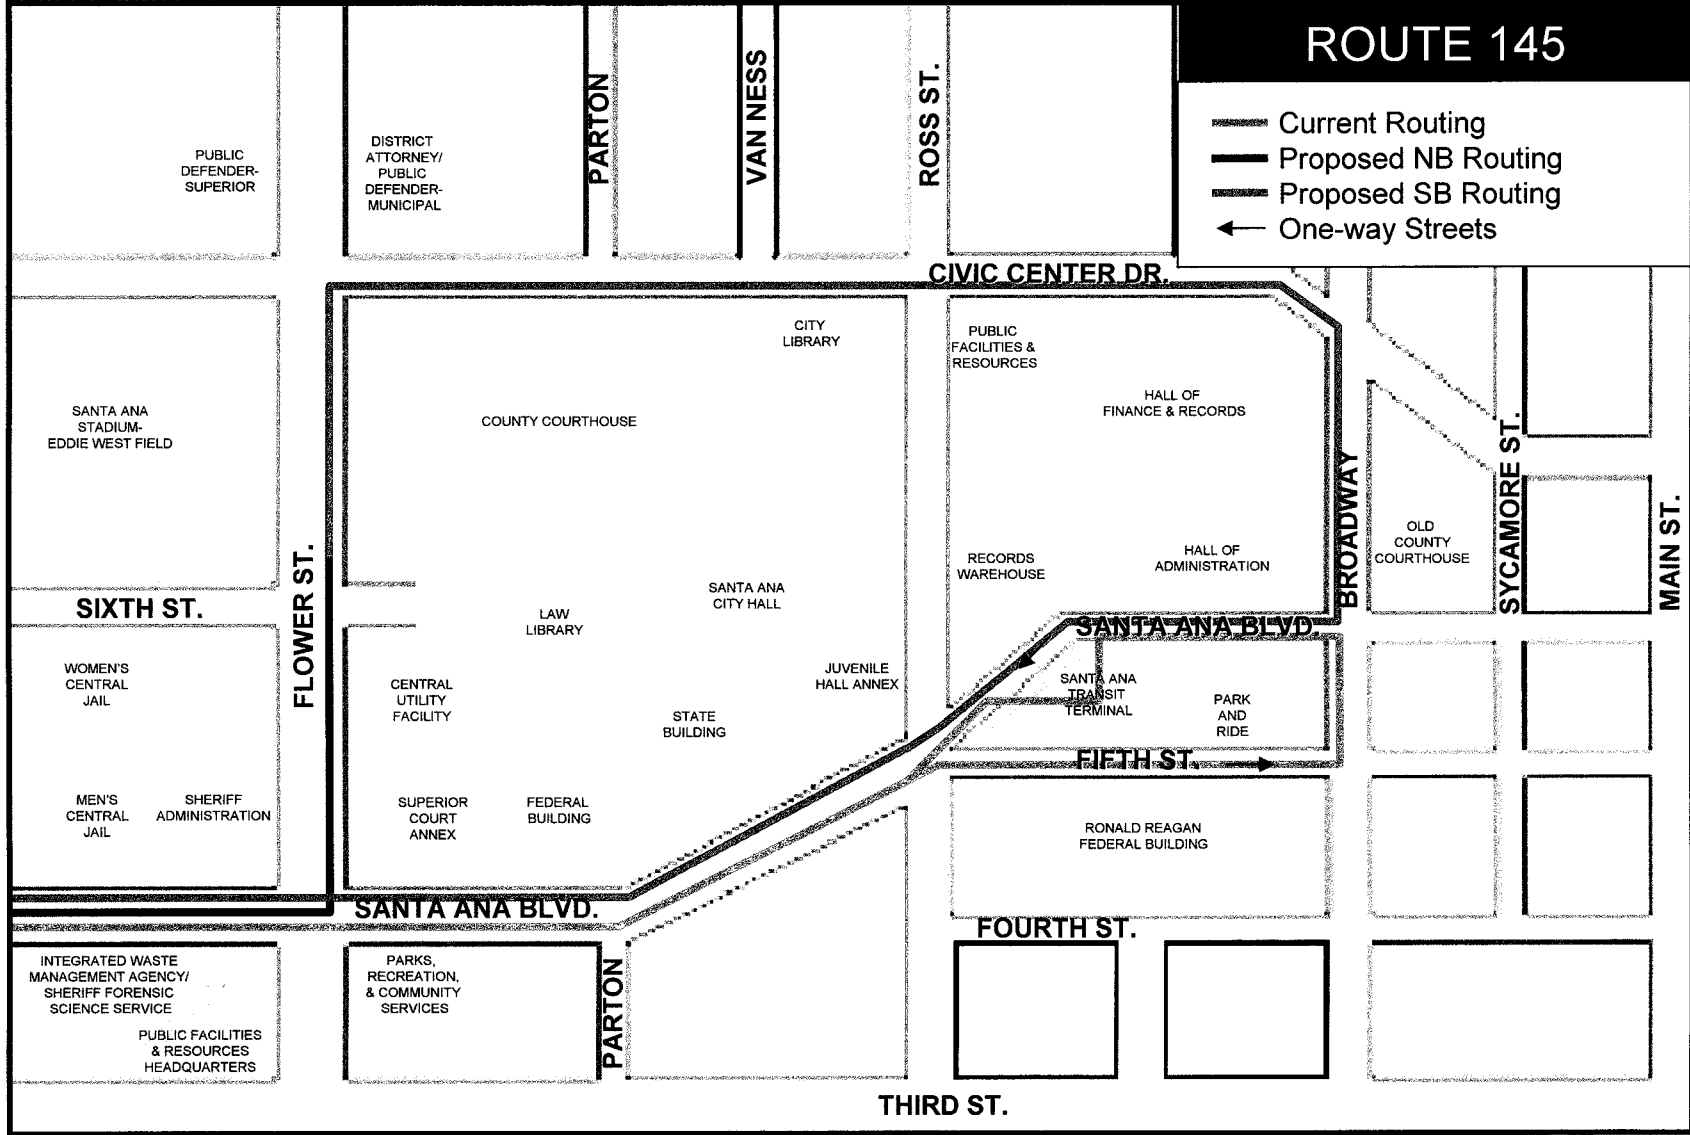 ROUTE 145
Current Routing
Proposed NB Routing
Proposed SB Routing
One-way Streets
PARTON
VAN NESS
ROSS ST.
PUBLIC
DEFENDER-
SUPERIOR
DISTRICT
ATTORNEY/
PUBLIC
DEFENDER-
MUNICIPAL
CIVIC CENTER DR.
CITY
LIBRARY
PUBLIC
FACILITIES &
RESOURCES
HALL OF
FINANCE & RECORDS
SANTA ANA
STADIUM-
EDDIE WEST FIELD
COUNTY COURTHOUSE
BROADWAY
SYCAMORE ST.
MAIN ST.
OLD
COUNTY
COURTHOUSE
RECORDS
WAREHOUSE
HALL OF
ADMINISTRATION
SIXTH ST.
FLOWER ST.
LAW
LIBRARY
SANTA ANA
CITY HALL
SANTA ANA BLVD.
WOMEN'S
CENTRAL
JAIL
CENTRAL
UTILITY
FACILITY
STATE
BUILDING
JUVENILE
HALL ANNEX
SANTA ANA
TRANSIT
TERMINAL
PARK
AND
RIDE
FIFTH ST.
MEN'S
CENTRAL
JAIL
SHERIFF
ADMINISTRATION
SUPERIOR
COURT
ANNEX
FEDERAL
BUILDING
RONALD REAGAN
FEDERAL BUILDING
SANTA ANA BLVD.
FOURTH ST.
INTEGRATED WASTE
MANAGEMENT AGENCY/
SHERIFF FORENSIC
SCIENCE SERVICE
PUBLIC FACILITIES
& RESOURCES
HEADQUARTERS
PARKS,
RECREATION,
& COMMUNITY
SERVICES
PARTON
THIRD ST.